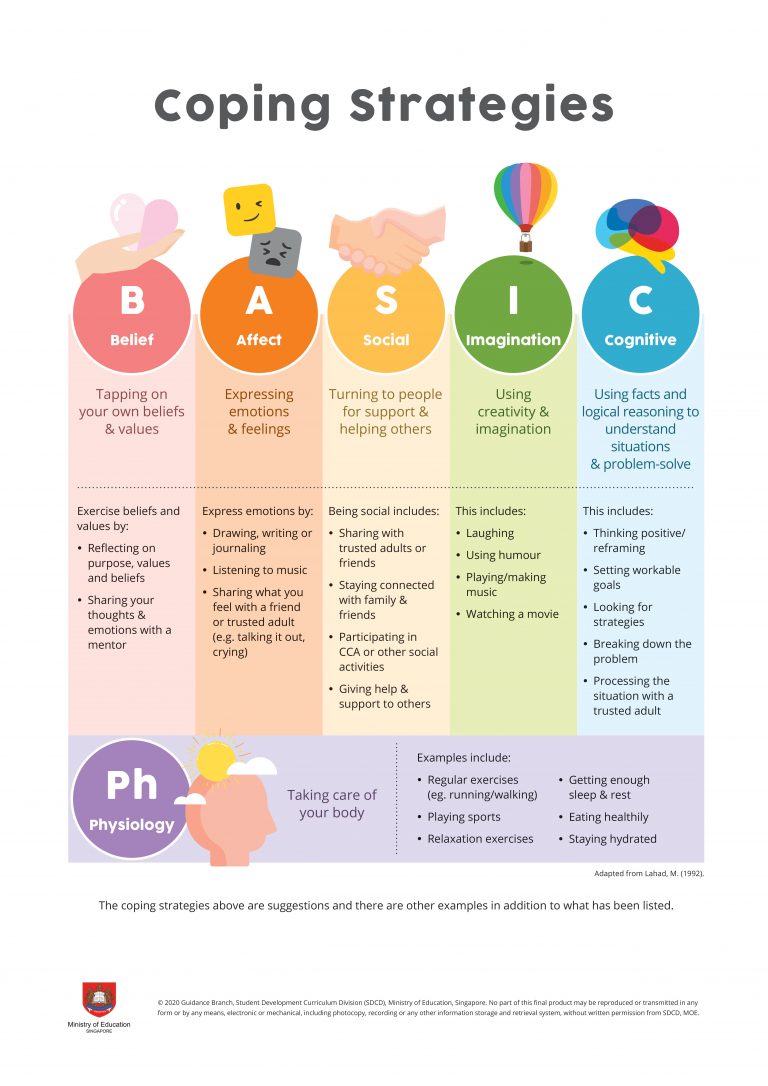 Coping Strategies
B
Belief
A
Affect
S
Social
I
Imagination
C
Cognitive
Tapping on
your own beliefs
& values
Expressing
emotions
& feelings
Turning to people
for support &
helping others
Using
creativity &
imagination
Using facts and
logical reasoning to
understand
situations
& problem-solve
Exercise beliefs and
values by:
• Reflecting on
purpose, values
and beliefs
• Sharing your
thoughts &
emotions with a
mentor
Express emotions by:
• Drawing, writing or
journaling
• Listening to music
• Sharing what you
feel with a friend
or trusted adult
(e.g. talking it out,
crying)
Being social includes:
• Sharing with
trusted adults or
friends
• Staying connected
with family &
friends
• Participating in
CCA or other social
activities
• Giving help &
support to others
This includes:
• Laughing
• Using humour
• Playing/making
music
• Watching a movie
This includes:
• Thinking positive/
reframing
• Setting workable
goals
• Looking for
strategies
• Breaking down the
problem
• Processing the
situation with a
trusted adult
Ph
Physiology
Taking care of
your body
Examples include:
• Regular exercises
(eg. running/walking)
• Playing sports
• Relaxation exercises
• Getting enough
sleep & rest
• Eating healthily
• Staying hydrated
Adapted from Lahad, M. (1992).
The coping strategies above are suggestions and there are other examples in addition to what has been listed.
Ministry of Education
SINGAPORE
© 2020 Guidance Branch, Student Development Curriculum Division (SDCD), Ministry of Education, Singapore. No part of this final product may be reproduced or transmitted in any
form or by any means, electronic or mechanical, including photocopy, recording or any other information storage and retrieval system, without written permission from SDCD, MOE.